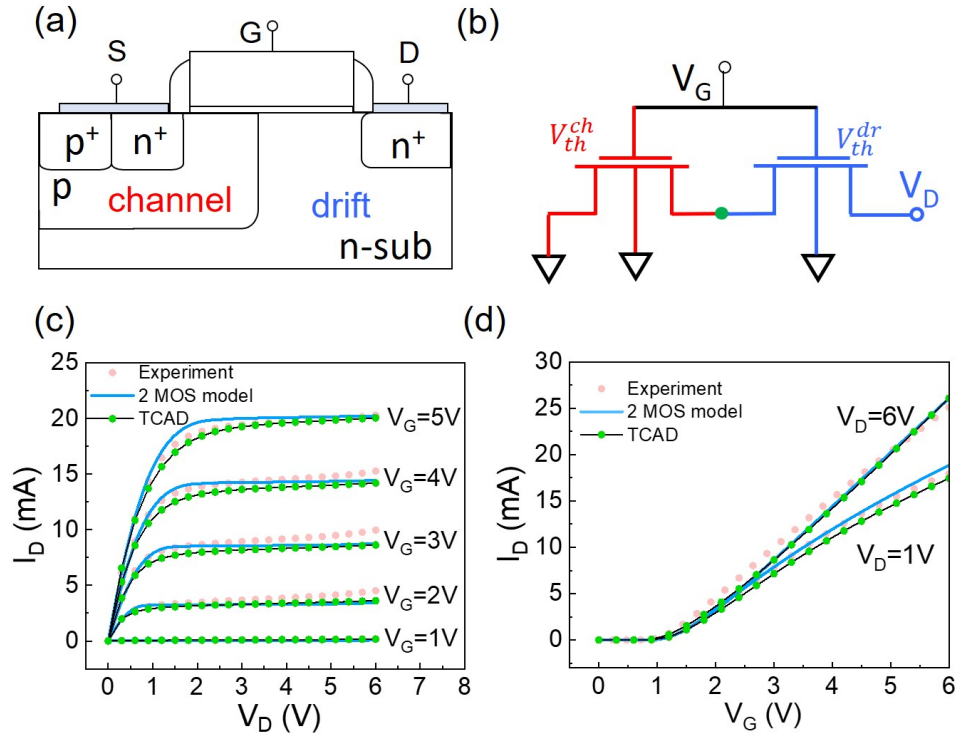 (a)
S
G
D
p+
n+
n+
p
channel
drift
n-sub
(b)
V_G
V_th^ch
V_th^dr
V_D
(c)
25
20
15
10
5
0
I_D (mA)
Experiment
2 MOS model
TCAD
V_G=5V
V_G=4V
V_G=3V
V_G=2V
V_G=1V
0 1 2 3 4 5 6 7 8
V_D (V)
(d)
30
25
20
15
10
5
0
I_D (mA)
Experiment
2 MOS model
TCAD
V_D=6V
V_D=1V
0 1 2 3 4 5 6
V_G (V)